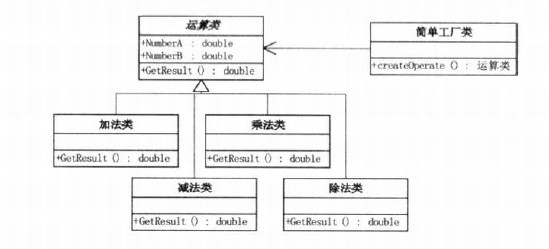 运算类
+NumberA : double
+NumberB : double
+GetResult () : double
简单工厂类
+createOperate () : 运算类
加法类
+GetResult () : double
乘法类
+GetResult () : double
减法类
+GetResult () : double
除法类
+GetResult () : double